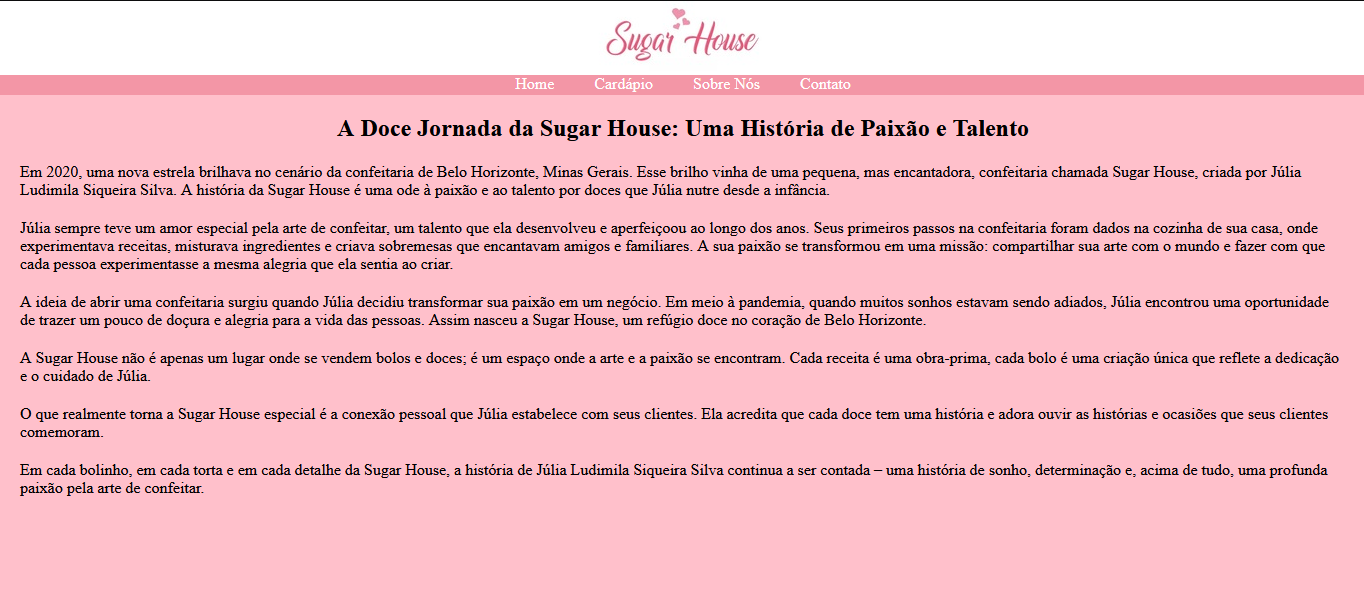 Sugar House
Home Cardápio Sobre Nós Contato
A Doce Jornada da Sugar House: Uma História de Paixão e Talento
Em 2020, uma nova estrela brilhava no cenário da confeitaria de Belo Horizonte, Minas Gerais. Esse brilho vinha de uma pequena, mas encantadora, confeitaria chamada Sugar House, criada por Júlia
Ludimila Siqueira Silva. A história da Sugar House é uma ode à paixão e ao talento por doces que Júlia nutre desde a infância.
Júlia sempre teve um amor especial pela arte de confeitar, um talento que ela desenvolveu e aperfeiçoou ao longo dos anos. Seus primeiros passos na confeitaria foram dados na cozinha de sua casa, onde
experimentava receitas, misturava ingredientes e criava sobremesas que encantavam amigos e familiares. A sua paixão se transformou em uma missão: compartilhar sua arte com o mundo e fazer com que
cada pessoa experimentasse a mesma alegria que ela sentia ao criar.
A ideia de abrir uma confeitaria surgiu quando Júlia decidiu transformar sua paixão em um negócio. Em meio à pandemia, quando muitos sonhos estavam sendo adiados, Júlia encontrou uma oportunidade
de trazer um pouco de doçura e alegria para a vida das pessoas. Assim nasceu a Sugar House, um refúgio doce no coração de Belo Horizonte.
A Sugar House não é apenas um lugar onde se vendem bolos e doces; é um espaço onde a arte e a paixão se encontram. Cada receita é uma obra-prima, cada bolo é uma criação única que reflete a dedicação
e o cuidado de Júlia.
O que realmente torna a Sugar House especial é a conexão pessoal que Júlia estabelece com seus clientes. Ela acredita que cada doce tem uma história e adora ouvir as histórias e ocasiões que seus clientes
comemoram.
Em cada bolinho, em cada torta e em cada detalhe da Sugar House, a história de Júlia Ludimila Siqueira Silva continua a ser contada – uma história de sonho, determinação e, acima de tudo, uma profunda
paixão pela arte de confeitar.